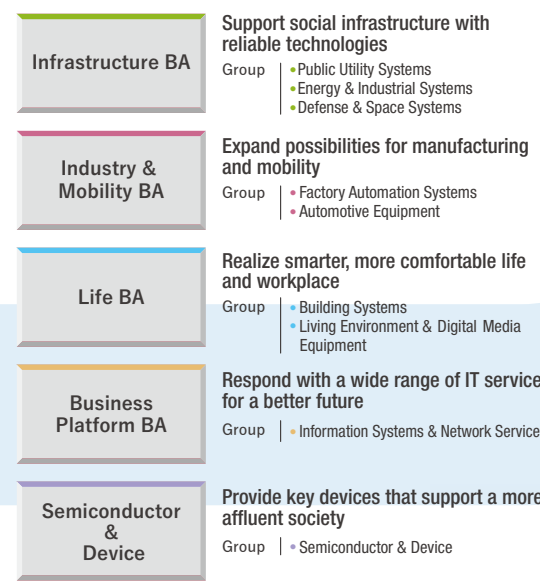 Infrastructure BA
Support social infrastructure with
reliable technologies
Group
•Public Utility Systems
•Energy & Industrial Systems
•Defense & Space Systems
Industry &
Mobility BA
Expand possibilities for manufacturing
and mobility
Group
• Factory Automation Systems
• Automotive Equipment
Life BA
Realize smarter, more comfortable life
and workplace
Group
• Building Systems
• Living Environment & Digital Media
Equipment
Business
Platform BA
Respond with a wide range of IT service
for a better future
Group
• Information Systems & Network Service
Semiconductor
&
Device
Provide key devices that support a more
affluent society
Group
• Semiconductor & Device